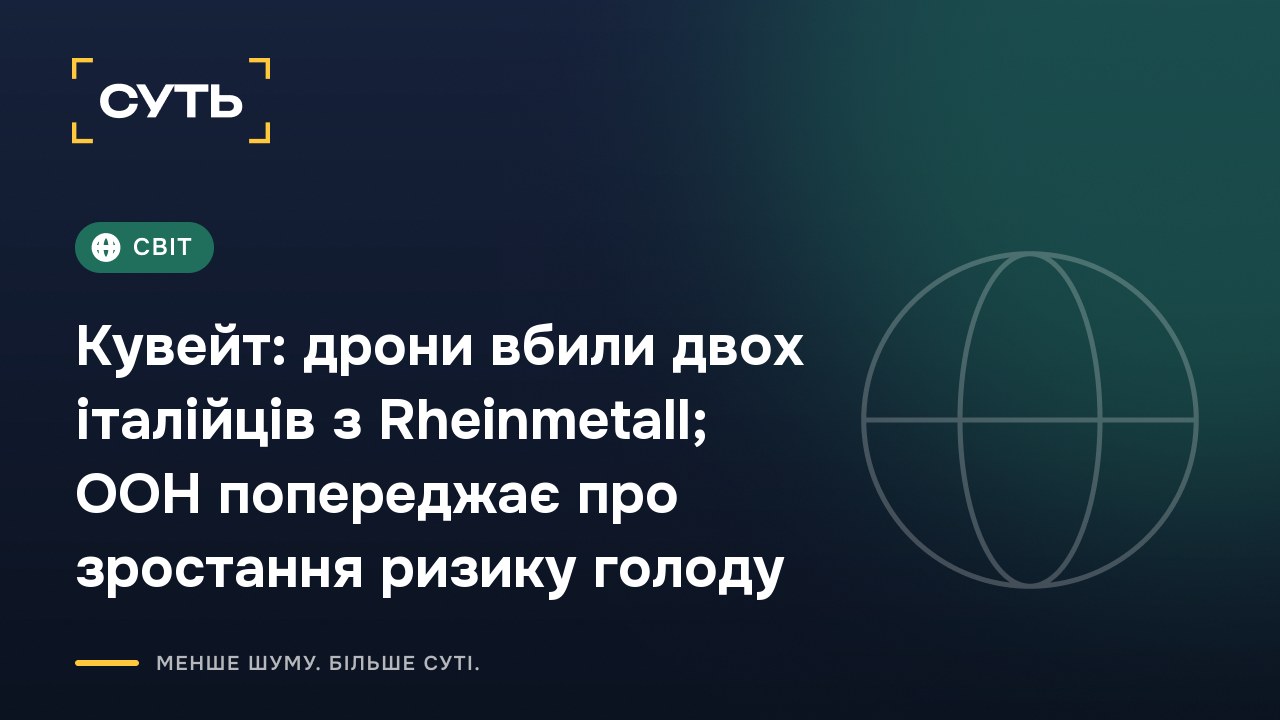 СУТЬ
СВІТ
Кувейт: дрони вбили двох
італійців з Rheinmetall;
ООН попереджає про
зростання ризику голоду
МЕНШЕ ШУМУ. БІЛЬШЕ СУТІ.